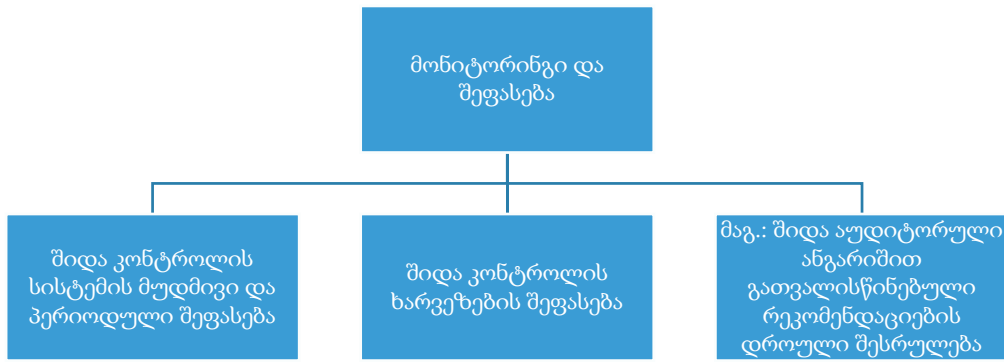 მონიტორინგი და
შეფასება
შიდა კონტროლის
სისტემის მუდმივი და
პერიოდული შეფასება
შიდა კონტროლის
ხარვეზების შეფასება
მაგ.: შიდა აუდიტორული
ანგარიშით
გათვალისწინებული
რეკომენდაციების
დროული შესრულება